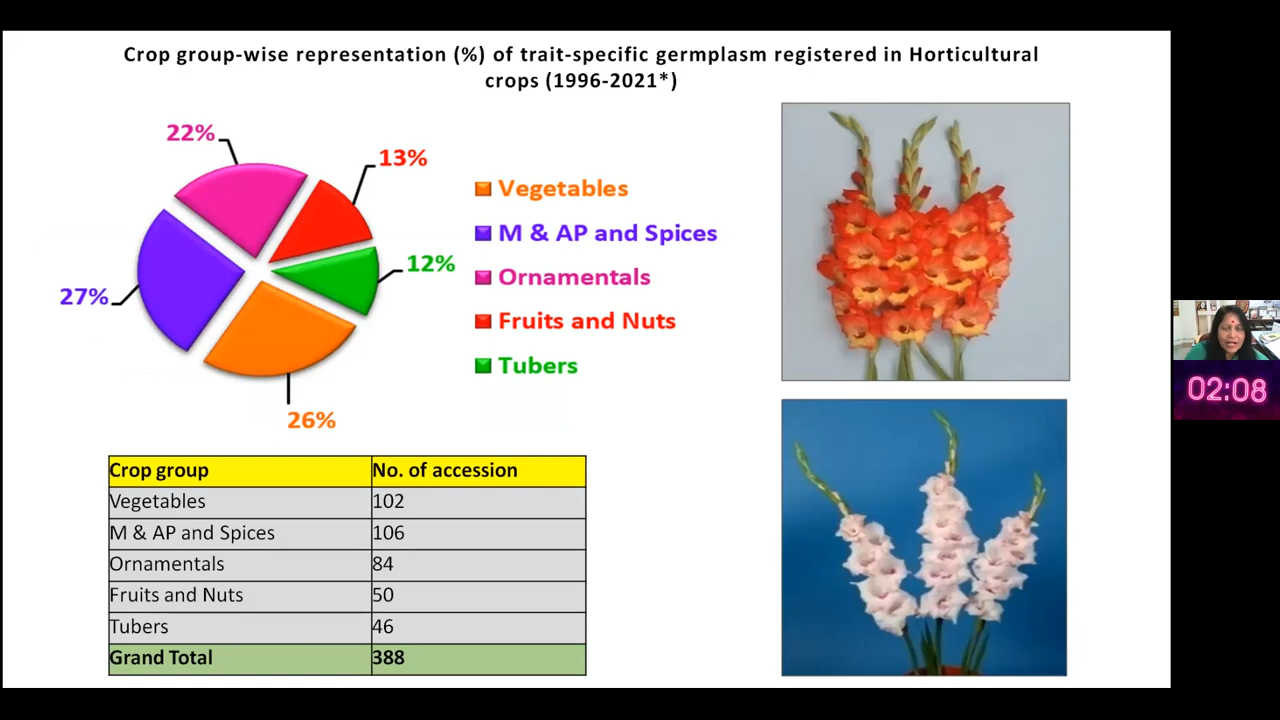 Crop group-wise representation (%) of trait-specific germplasm registered in Horticultural
crops (1996-2021*)
22%
13%
12%
27%
26%
Vegetables
M & AP and Spices
Ornamentals
Fruits and Nuts
Tubers
Crop group No. of accession
Vegetables 102
M & AP and Spices 106
Ornamentals 84
Fruits and Nuts 50
Tubers 46
Grand Total 388
02:08